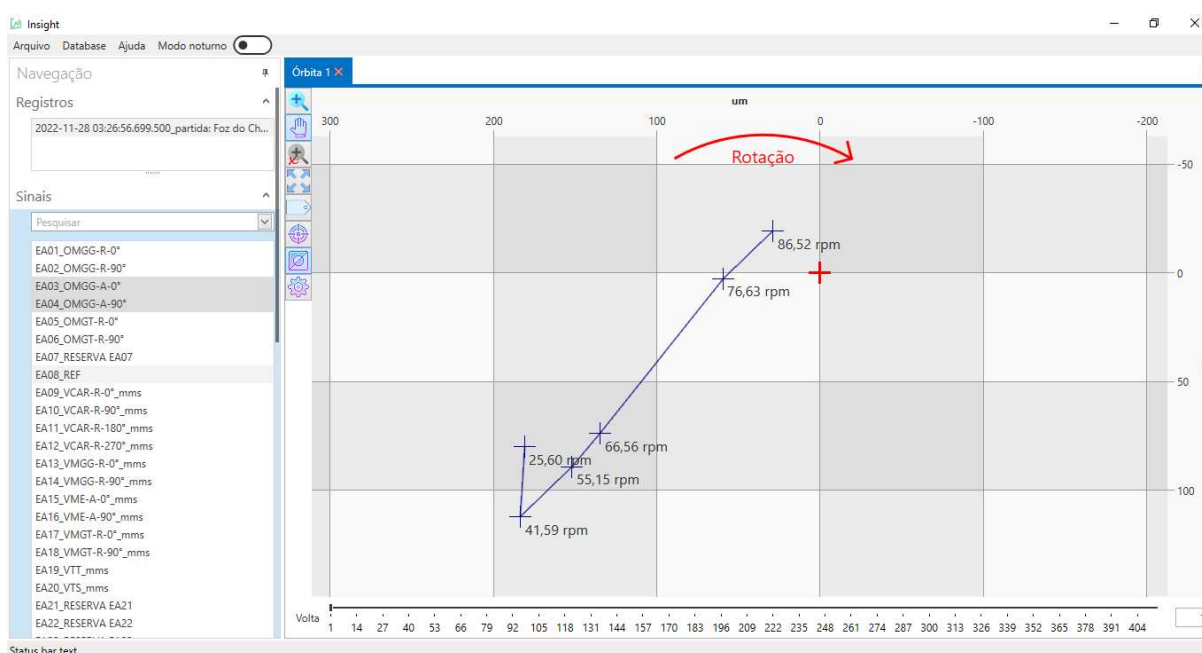 Insight
Arquivo Database Ajuda Modo noturno
Navegação
Registros
2022-11-28 03:26:56.699.500_partida: Foz do Ch...
Sinais
Pesquisar
EA01_OMGG-R-0°
EA02_OMGG-R-90°
EA03_OMGG-A-0°
EA04_OMGG-A-90°
EA05_OMGT-R-0°
EA06_OMGT-R-90°
EA07_RESERVA EA07
EA08_REF
EA09_VCAR-R-0°_mms
EA10_VCAR-R-90°_mms
EA11_VCAR-R-180°_mms
EA12_VCAR-R-270°_mms
EA13_VMGG-R-0°_mms
EA14_VMGG-R-90°_mms
EA15_VME-A-0°_mms
EA16_VME-A-90°_mms
EA17_VMGT-R-0°_mms
EA18_VMGT-R-90°_mms
EA19_VTT_mms
EA20_VTS_mms
EA21_RESERVA EA21
EA22_RESERVA EA22
Órbita 1
um
300 200 100 0 -100 -200
Rotação
-50
86,52 rpm
0
76,63 rpm
50
66,56 rpm
25,60 rpm
55,15 rpm
100
41,59 rpm
Volta
1 14 27 40 53 66 79 92 105 118 131 144 157 170 183 196 209 222 235 248 261 274 287 300 313 326 339 352 365 378 391 404
Status bar text